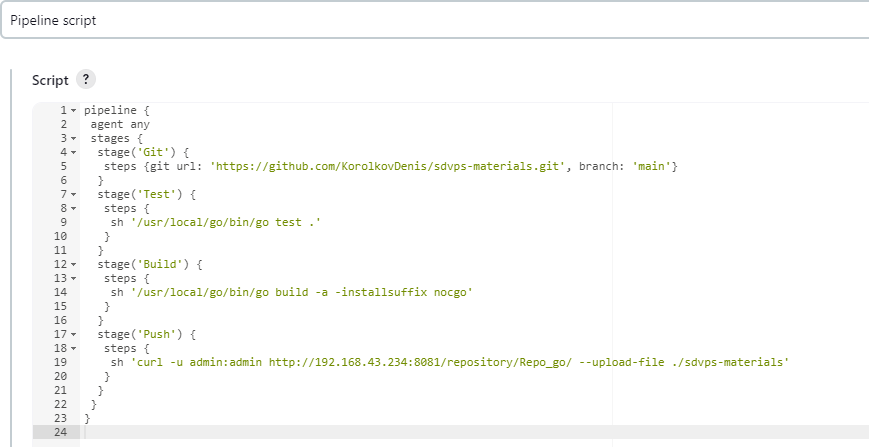 Pipeline script
Script ?
1 pipeline {
2 agent any
3 stages {
4 stage('Git') {
5 steps {git url: 'https://github.com/KorolkovDenis/sdvps-materials.git', branch: 'main'}
6 }
7 stage('Test') {
8 steps {
9 sh '/usr/local/go/bin/go test .'
10 }
11 }
12 stage('Build') {
13 steps {
14 sh '/usr/local/go/bin/go build -a -installsuffix nocgo'
15 }
16 }
17 stage('Push') {
18 steps {
19 sh 'curl -u admin:admin http://192.168.43.234:8081/repository/Repo_go/ --upload-file ./sdvps-materials'
20 }
21 }
22 }
23 }
24